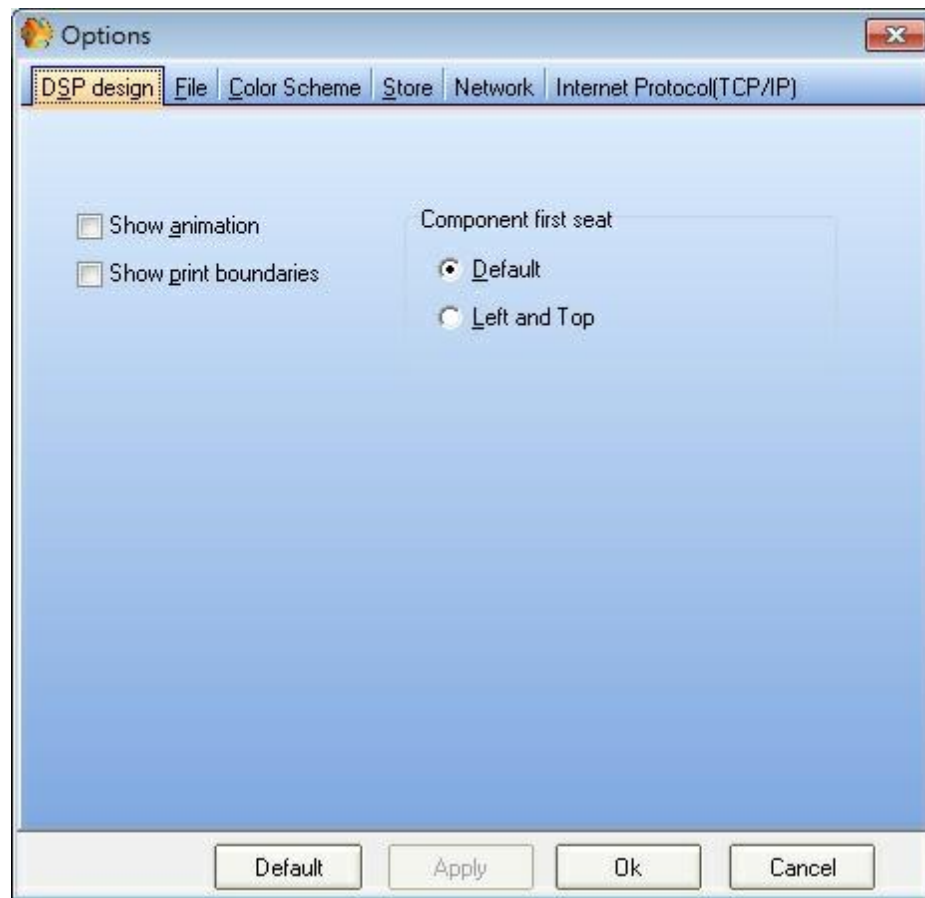 Options
DSP design File Color Scheme Store Network Internet Protocol(TCP/IP)
Show animation
Show print boundaries
Component first seat
Default
Left and Top
Default Apply Ok Cancel